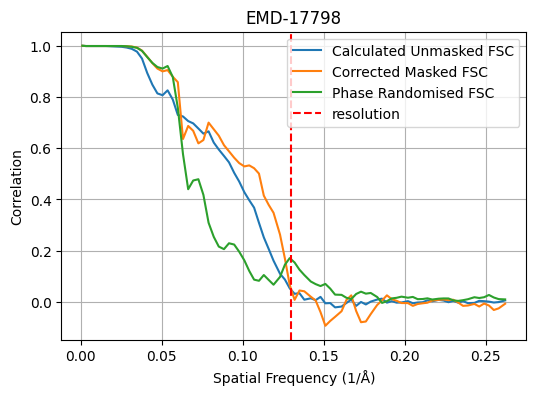 EMD-17798
Calculated Unmasked FSC
Corrected Masked FSC
Phase Randomised FSC
resolution
Correlation
1.0
0.8
0.6
0.4
0.2
0.0
0.00 0.05 0.10 0.15 0.20 0.25
Spatial Frequency (1/Å)